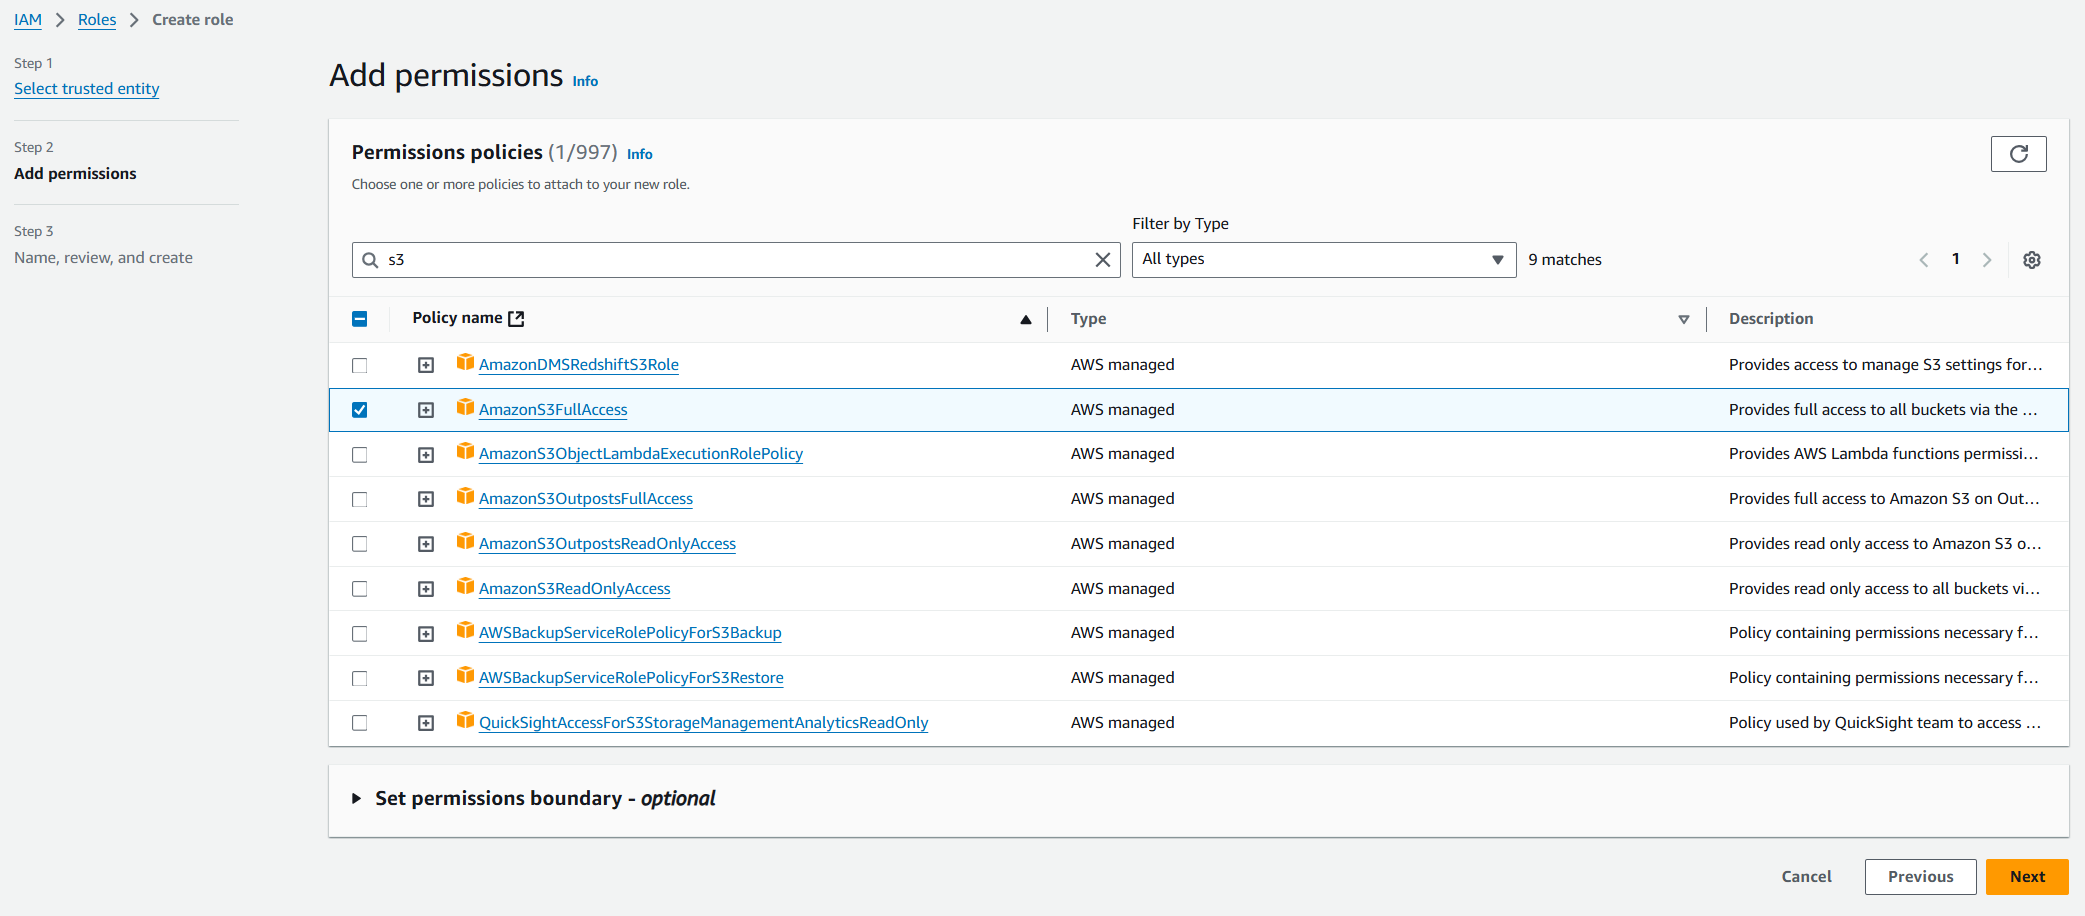 IAM > Roles > Create role
Step 1
Select trusted entity
Step 2
Add permissions
Step 3
Name, review, and create
Add permissions Info
Permissions policies (1/997) Info
Choose one or more policies to attach to your new role.
Filter by Type
s3
All types
9 matches
1
Policy name
Type
Description
AmazonDMSRedshiftS3Role AWS managed Provides access to manage S3 settings for...
AmazonS3FullAccess AWS managed Provides full access to all buckets via the ...
AmazonS3ObjectLambdaExecutionRolePolicy AWS managed Provides AWS Lambda functions permissi...
AmazonS3OutpostsFullAccess AWS managed Provides full access to Amazon S3 on Out...
AmazonS3OutpostsReadOnlyAccess AWS managed Provides read only access to Amazon S3 o...
AmazonS3ReadOnlyAccess AWS managed Provides read only access to all buckets vi...
AWSBackupServiceRolePolicyForS3Backup AWS managed Policy containing permissions necessary f...
AWSBackupServiceRolePolicyForS3Restore AWS managed Policy containing permissions necessary f...
QuickSightAccessForS3StorageManagementAnalyticsReadOnly AWS managed Policy used by QuickSight team to access ...
Set permissions boundary - optional
Cancel
Previous
Next